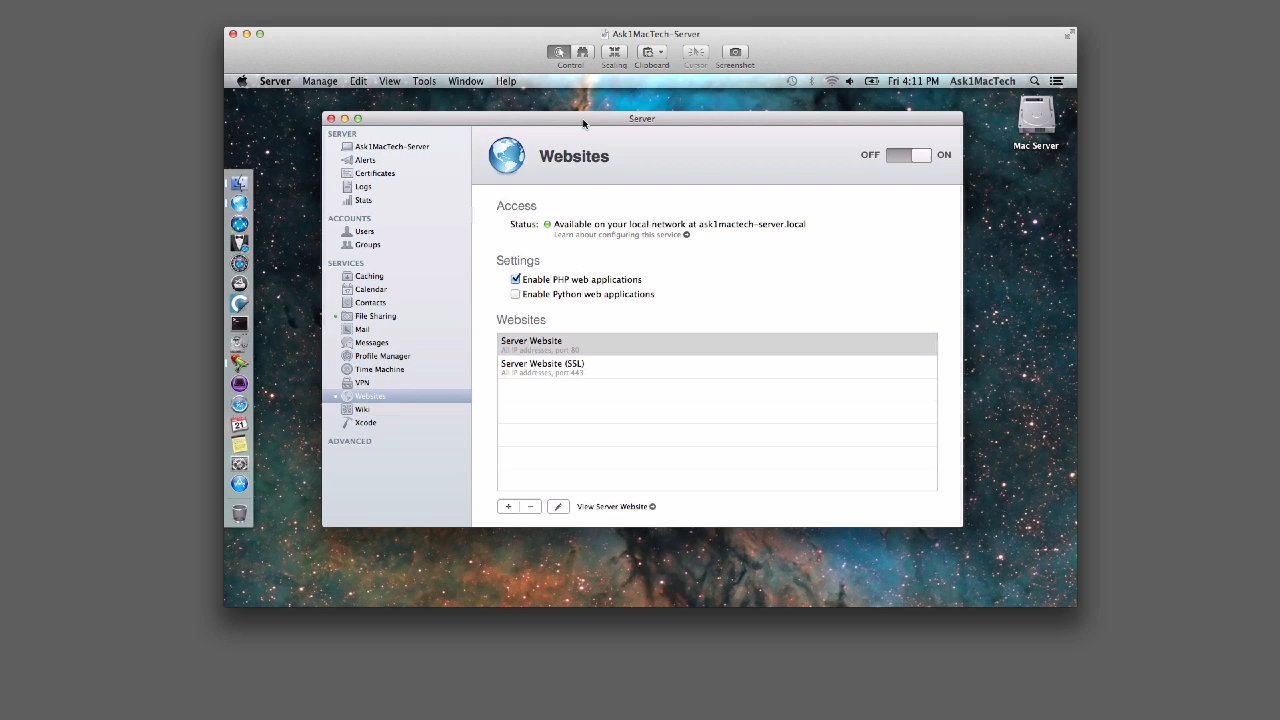 Ask1MacTech-Server
Control Scaling Clipboard Cursor Screenshot
Server Manage Edit View Tools Window Help Fri 4:11 PM Ask1MacTech
Mac Server
Server
SERVER
Ask1MacTech-Server
Alerts
Certificates
Logs
Stats
ACCOUNTS
Users
Groups
SERVICES
Caching
Calendar
Contacts
File Sharing
Mail
Messages
Profile Manager
Time Machine
VPN
Websites
Wiki
Xcode
ADVANCED
Websites
OFF ON
Access
Status: Available on your local network at ask1mactech-server.local
Learn about configuring this service
Settings
Enable PHP web applications
Enable Python web applications
Websites
Server Website
All IP addresses, port 80
Server Website (SSL)
All IP addresses, port 443
+ − View Server Website
21